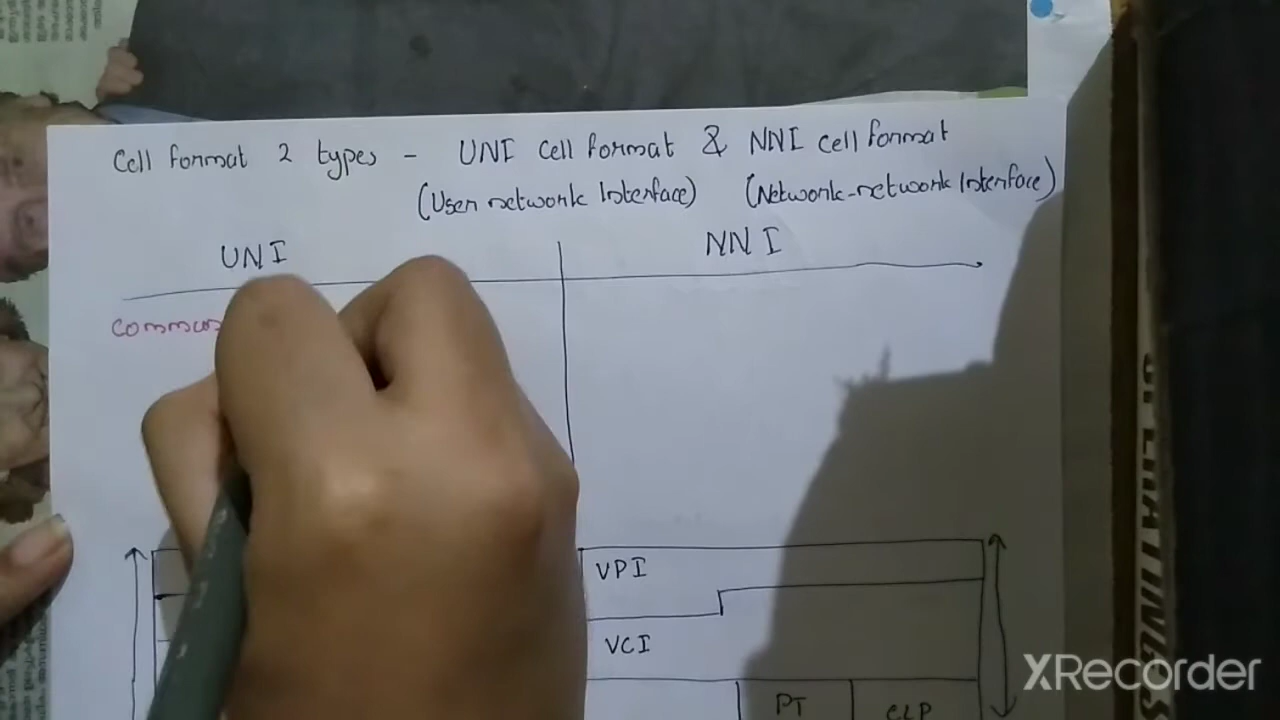 Cell format 2 types - UNI cell format & NNI cell format
(User network Interface) (Network-network Interface)
UNI NNI
VPI
VCI
PT CLP
XRecorder